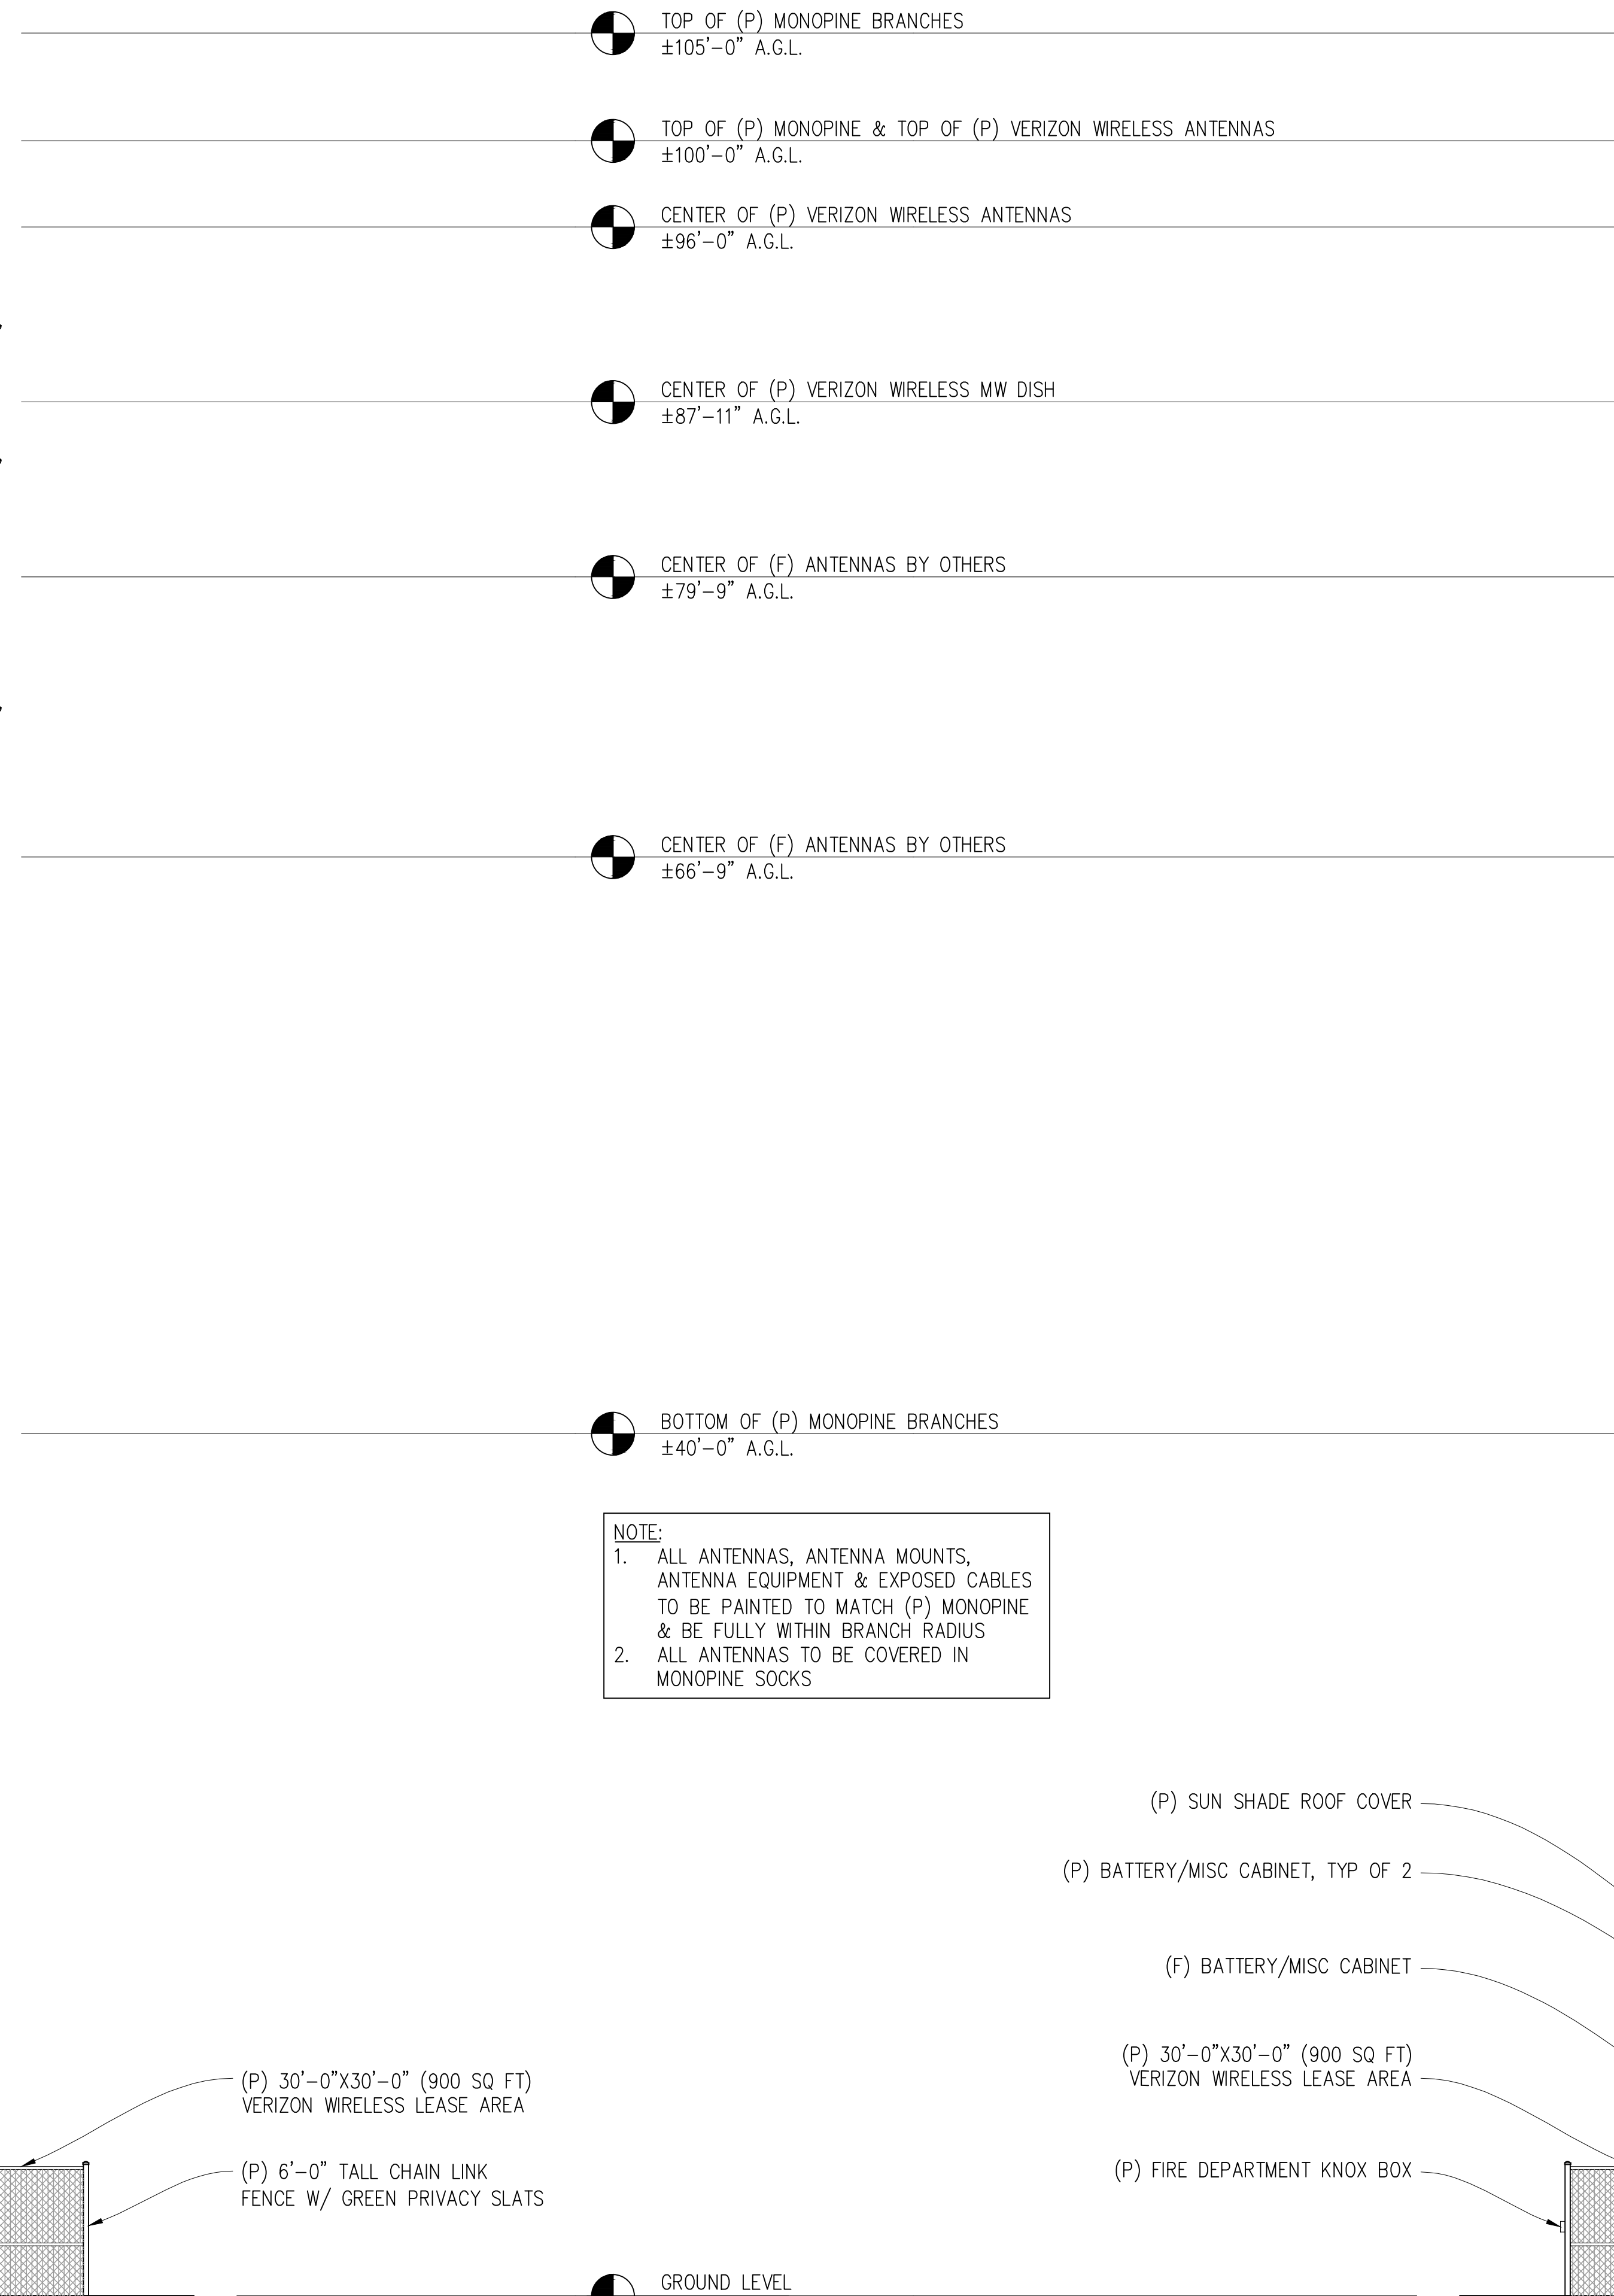 TOP OF (P) MONOPINE BRANCHES
±105'-0" A.G.L.
TOP OF (P) MONOPINE & TOP OF (P) VERIZON WIRELESS ANTENNAS
±100'-0" A.G.L.
CENTER OF (P) VERIZON WIRELESS ANTENNAS
±96'-0" A.G.L.
CENTER OF (P) VERIZON WIRELESS MW DISH
±87'-11" A.G.L.
CENTER OF (F) ANTENNAS BY OTHERS
±79'-9" A.G.L.
CENTER OF (F) ANTENNAS BY OTHERS
±66'-9" A.G.L.
BOTTOM OF (P) MONOPINE BRANCHES
±40'-0" A.G.L.
NOTE:
1. ALL ANTENNAS, ANTENNA MOUNTS,
ANTENNA EQUIPMENT & EXPOSED CABLES
TO BE PAINTED TO MATCH (P) MONOPINE
& BE FULLY WITHIN BRANCH RADIUS
2. ALL ANTENNAS TO BE COVERED IN
MONOPINE SOCKS
(P) SUN SHADE ROOF COVER
(P) BATTERY/MISC CABINET, TYP OF 2
(F) BATTERY/MISC CABINET
(P) 30'-0"X30'-0" (900 SQ FT)
VERIZON WIRELESS LEASE AREA
(P) FIRE DEPARTMENT KNOX BOX
(P) 30'-0"X30'-0" (900 SQ FT)
VERIZON WIRELESS LEASE AREA
(P) 6'-0" TALL CHAIN LINK
FENCE W/ GREEN PRIVACY SLATS
GROUND LEVEL